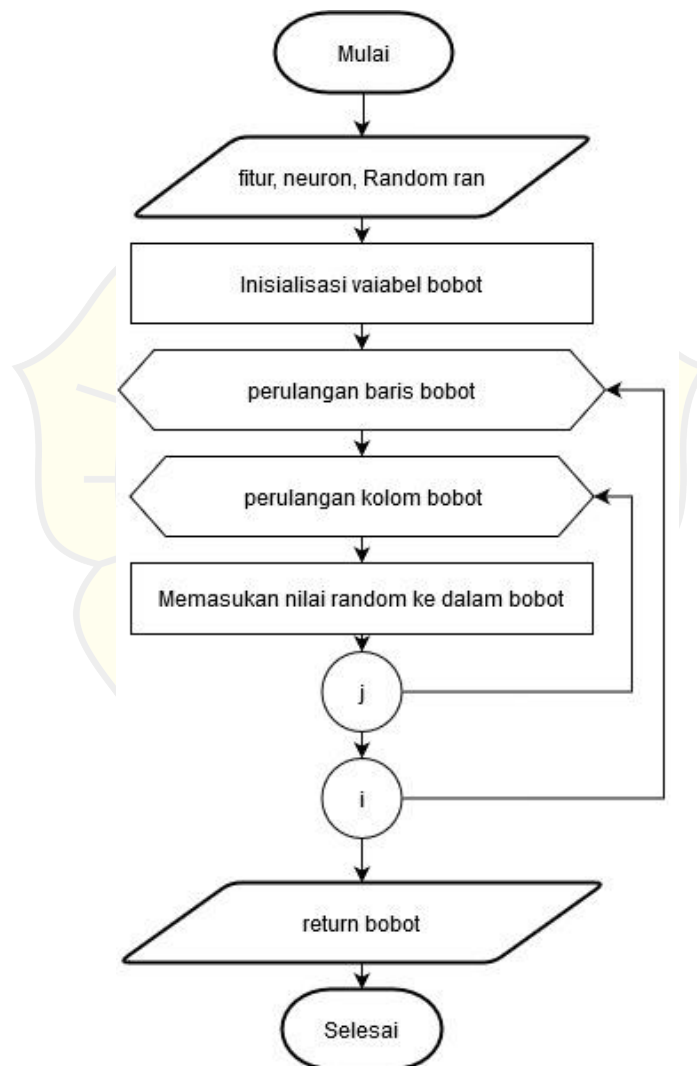 Mulai
fitur, neuron, Random ran
Inisialisasi vaiabel bobot
perulangan baris bobot
perulangan kolom bobot
Memasukan nilai random ke dalam bobot
j
i
return bobot
Selesai